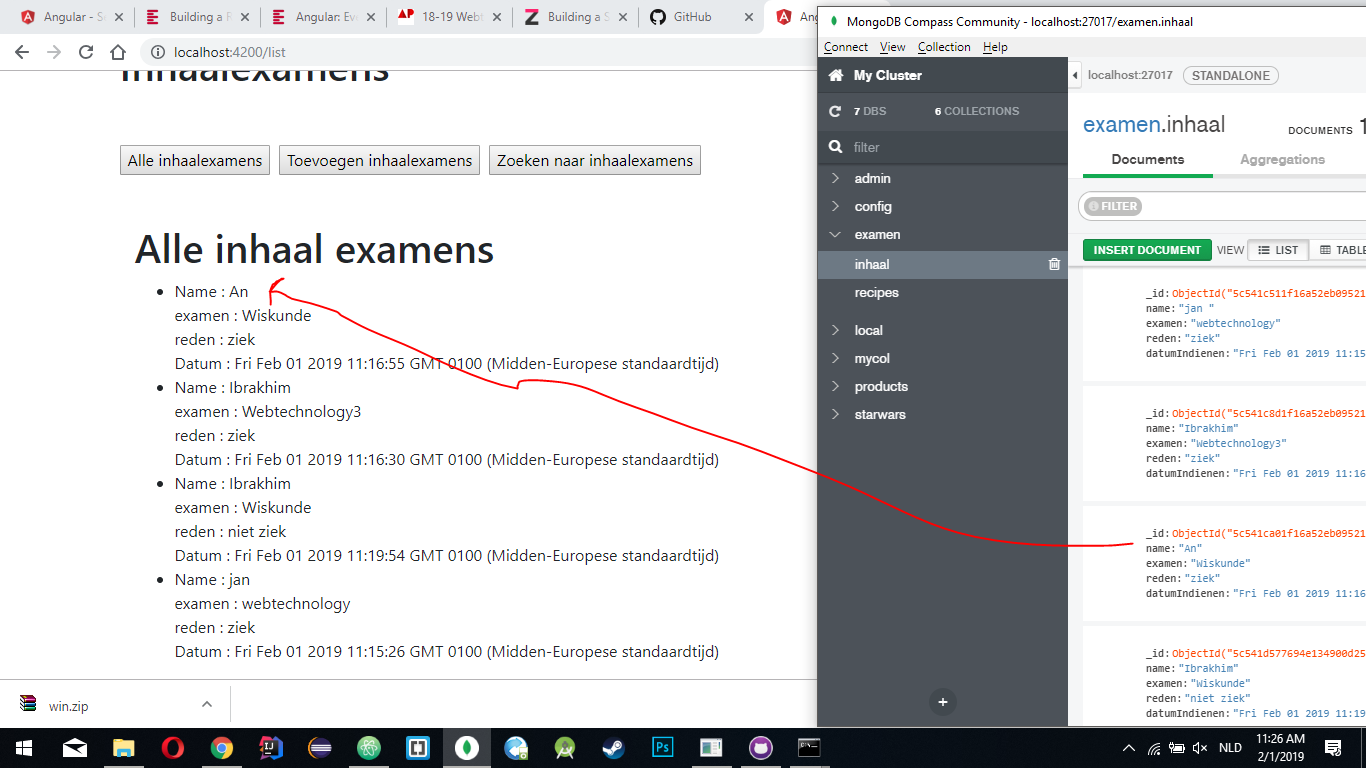 Angular - S
Building a R
Angular: Eve
18-19 Webt
Building a S
GitHub
Ang
localhost:4200/list
Inhaalexamens
Alle inhaalexamens
Toevoegen inhaalexamens
Zoeken naar inhaalexamens
Alle inhaal examens
Name : An
examen : Wiskunde
reden : ziek
Datum : Fri Feb 01 2019 11:16:55 GMT 0100 (Midden-Europese standaardtijd)
Name : Ibrakhim
examen : Webtechnology3
reden : ziek
Datum : Fri Feb 01 2019 11:16:30 GMT 0100 (Midden-Europese standaardtijd)
Name : Ibrakhim
examen : Wiskunde
reden : niet ziek
Datum : Fri Feb 01 2019 11:19:54 GMT 0100 (Midden-Europese standaardtijd)
Name : jan
examen : webtechnology
reden : ziek
Datum : Fri Feb 01 2019 11:15:26 GMT 0100 (Midden-Europese standaardtijd)
win.zip
MongoDB Compass Community - localhost:27017/examen.inhaal
Connect View Collection Help
My Cluster
7 DBS 6 COLLECTIONS
filter
admin
config
examen
inhaal
recipes
local
mycol
products
starwars
localhost:27017 STANDALONE
examen.inhaal
DOCUMENTS 1
Documents
Aggregations
FILTER
INSERT DOCUMENT VIEW LIST TABLE
_id:ObjectId("5c541c511f16a52eb09521
name:"jan "
examen:"webtechnology"
reden:"ziek"
datumIndienen:"Fri Feb 01 2019 11:15
_id:ObjectId("5c541c8d1f16a52eb09521
name:"Ibrakhim"
examen:"Webtechnology3"
reden:"ziek"
datumIndienen:"Fri Feb 01 2019 11:16
_id:ObjectId("5c541ca01f16a52eb09521
name:"An"
examen:"Wiskunde"
reden:"ziek"
datumIndienen:"Fri Feb 01 2019 11:16
_id:ObjectId("5c541d577694e134900d25
name:"Ibrakhim"
examen:"Wiskunde"
reden:"niet ziek"
datumIndienen:"Fri Feb 01 2019 11:19
NLD
11:26 AM
2/1/2019